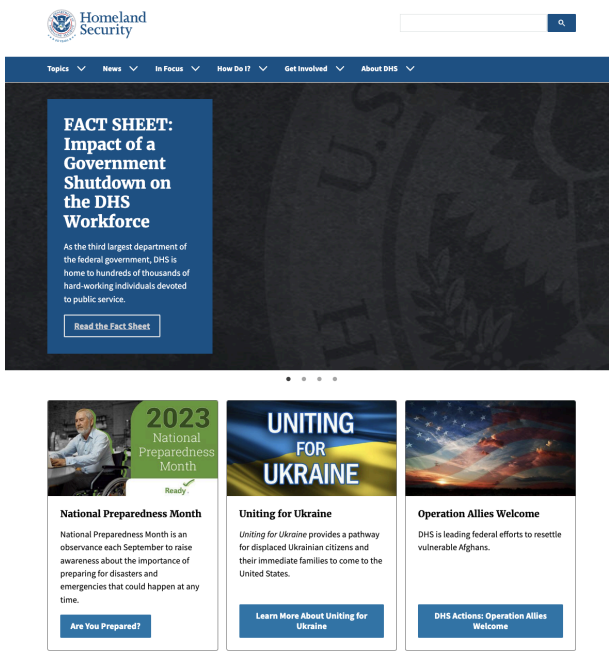 Homeland
Security
Topics News In Focus How Do I? Get Involved About DHS
FACT SHEET:
Impact of a
Government
Shutdown on
the DHS
Workforce
As the third largest department of
the federal government, DHS is
home to hundreds of thousands of
hard-working individuals devoted
to public service.
Read the Fact Sheet
2023
National
Preparedness
Month
Ready
National Preparedness Month
National Preparedness Month is an
observance each September to raise
awareness about the importance of
preparing for disasters and
emergencies that could happen at any
time.
Are You Prepared?
UNITING
FOR
UKRAINE
Uniting for Ukraine
Uniting for Ukraine provides a pathway
for displaced Ukrainian citizens and
their immediate families to come to the
United States.
Learn More About Uniting for
Ukraine
Operation Allies Welcome
DHS is leading federal efforts to resettle
vulnerable Afghans.
DHS Actions: Operation Allies
Welcome